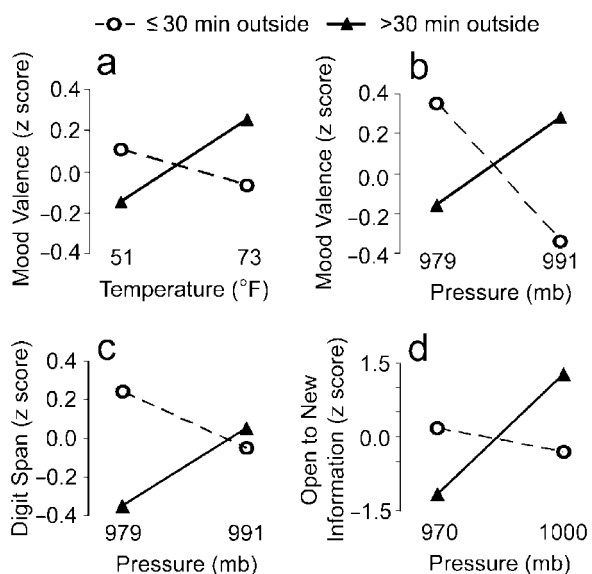 ≤ 30 min outside >30 min outside
a
Mood Valence (z score)
0.4
0.2
0.0
−0.2
−0.4
51 73
Temperature (°F)
b
Mood Valence (z score)
0.4
0.2
0.0
−0.2
−0.4
979 991
Pressure (mb)
c
Digit Span (z score)
0.4
0.2
0.0
−0.2
−0.4
979 991
Pressure (mb)
d
Open to New
Information (z score)
1.5
0.0
−1.5
970 1000
Pressure (mb)